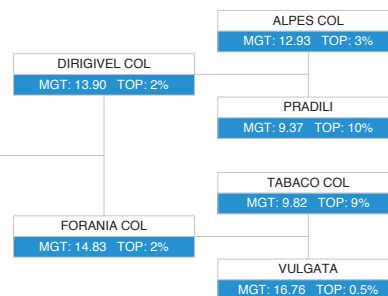 ALPES COL
MGT: 12.93 TOP: 3%
DIRIGIVEL COL
MGT: 13.90 TOP: 2%
PRADILI
MGT: 9.37 TOP: 10%
TABACO COL
MGT: 9.82 TOP: 9%
FORANIA COL
MGT: 14.83 TOP: 2%
VULGATA
MGT: 16.76 TOP: 0.5%